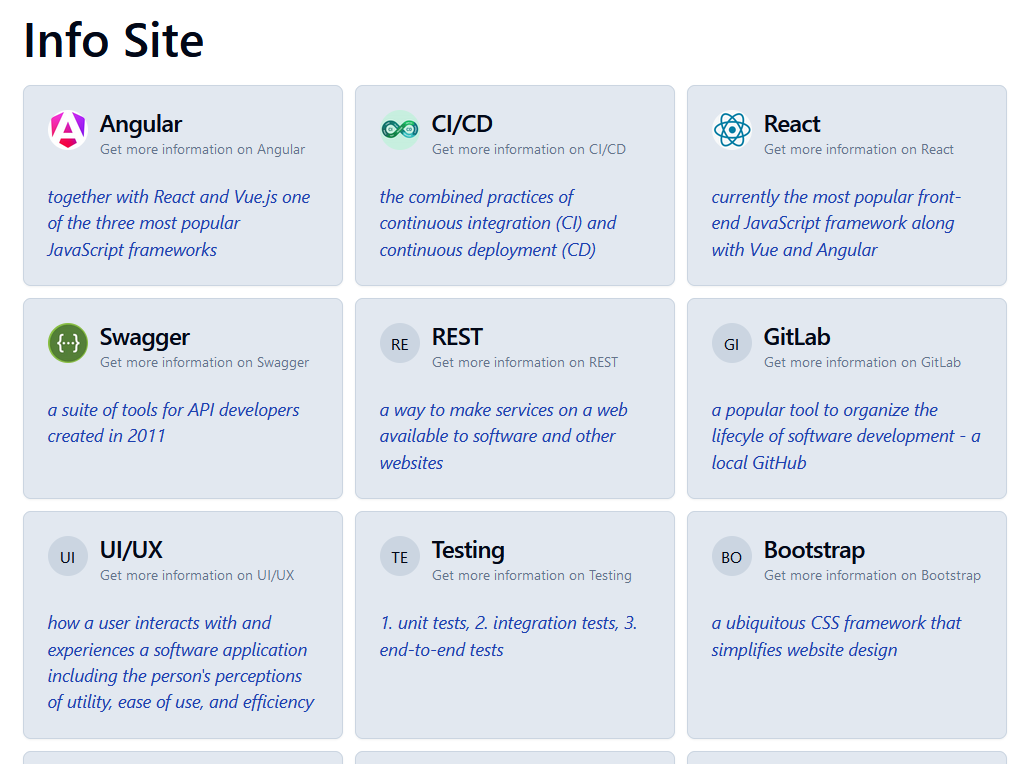 Info Site
Angular
Get more information on Angular
together with React and Vue.js one
of the three most popular
JavaScript frameworks
CI/CD
Get more information on CI/CD
the combined practices of
continuous integration (CI) and
continuous deployment (CD)
React
Get more information on React
currently the most popular front-
end JavaScript framework along
with Vue and Angular
{··} Swagger
Get more information on Swagger
a suite of tools for API developers
created in 2011
RE REST
Get more information on REST
a way to make services on a web
available to software and other
websites
GI GitLab
Get more information on GitLab
a popular tool to organize the
lifecyle of software development - a
local GitHub
UI UI/UX
Get more information on UI/UX
how a user interacts with and
experiences a software application
including the person's perceptions
of utility, ease of use, and efficiency
TE Testing
Get more information on Testing
1. unit tests, 2. integration tests, 3.
end-to-end tests
BO Bootstrap
Get more information on Bootstrap
a ubiquitous CSS framework that
simplifies website design